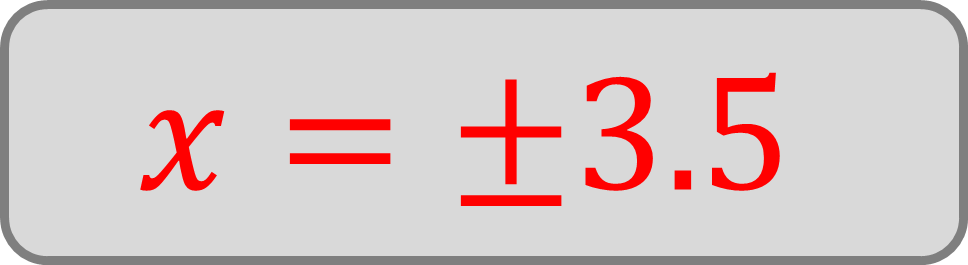 x = ±3.5